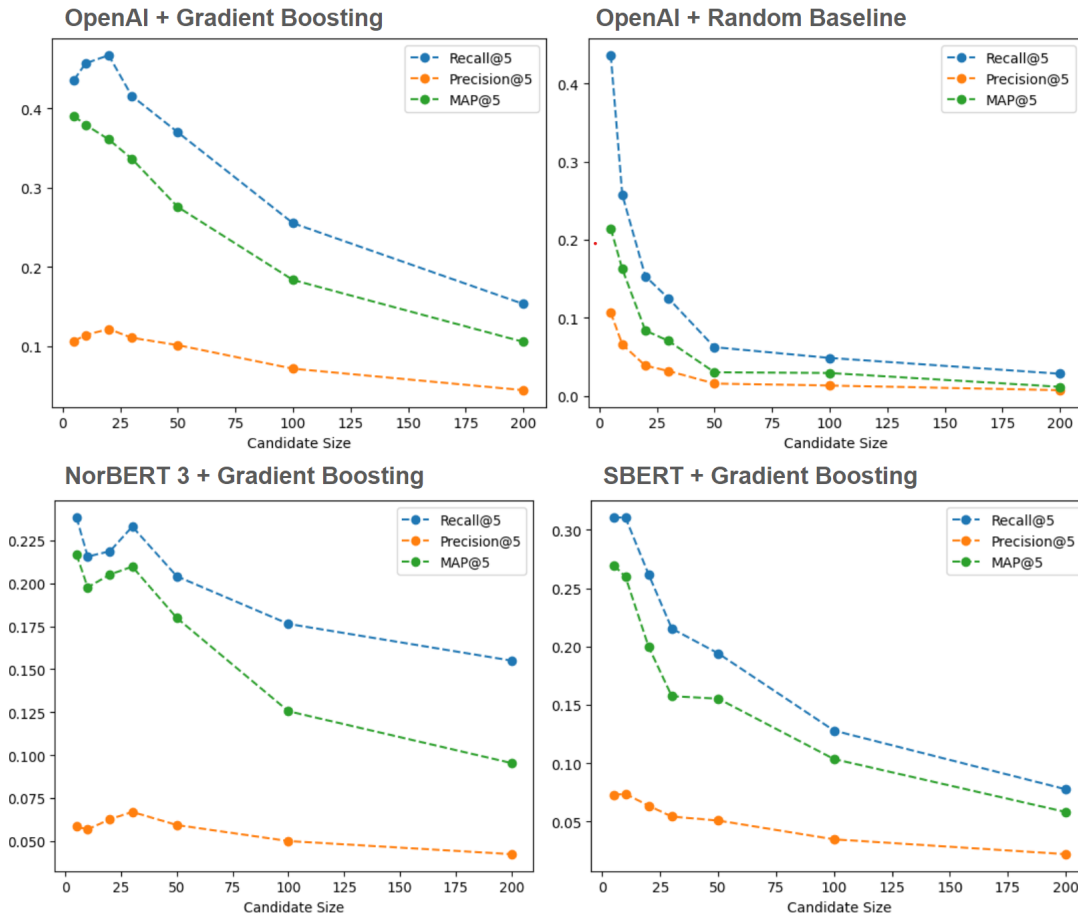 OpenAI + Gradient Boosting
Recall@5
Precision@5
MAP@5
0.4
0.3
0.2
0.1
0 25 50 75 100 125 150 175 200
Candidate Size
OpenAI + Random Baseline
Recall@5
Precision@5
MAP@5
0.4
0.3
0.2
0.1
0.0
0 25 50 75 100 125 150 175 200
Candidate Size
NorBERT 3 + Gradient Boosting
Recall@5
Precision@5
MAP@5
0.225
0.200
0.175
0.150
0.125
0.100
0.075
0.050
0 25 50 75 100 125 150 175 200
Candidate Size
SBERT + Gradient Boosting
Recall@5
Precision@5
MAP@5
0.30
0.25
0.20
0.15
0.10
0.05
0 25 50 75 100 125 150 175 200
Candidate Size